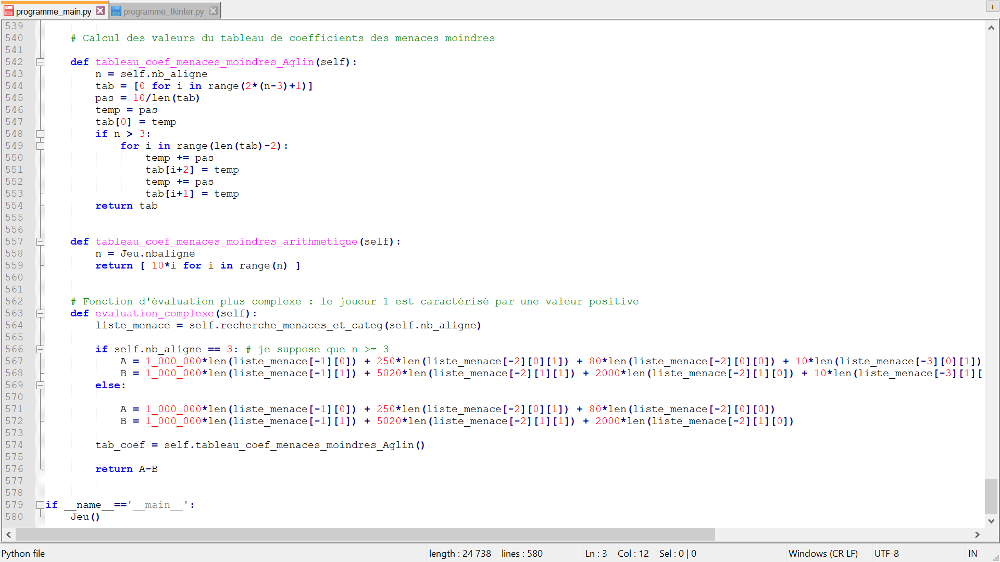 programme_main.py programme_tkinter.py
539
540 # Calcul des valeurs du tableau de coefficients des menaces moindres
541
542 def tableau_coef_menaces_moindres_Aglin(self):
543 n = self.nb_aligne
544 tab = [0 for i in range(2*(n-3)+1)]
545 pas = 10/len(tab)
546 temp = pas
547 tab[0] = temp
548 if n > 3:
549 for i in range(len(tab)-2):
550 temp += pas
551 tab[i+2] = temp
552 temp += pas
553 tab[i+1] = temp
554 return tab
555
556
557 def tableau_coef_menaces_moindres_arithmetique(self):
558 n = Jeu.nbaligne
559 return [ 10*i for i in range(n) ]
560
561
562 # Fonction d'évaluation plus complexe : le joueur 1 est caractérisé par une valeur positive
563 def evaluation_complexe(self):
564 liste_menace = self.recherche_menaces_et_categ(self.nb_aligne)
565
566 if self.nb_aligne == 3: # je suppose que n >= 3
567 A = 1_000_000*len(liste_menace[-1][0]) + 250*len(liste_menace[-2][0][1]) + 80*len(liste_menace[-2][0][0]) + 10*len(liste_menace[-3][0][1])
568 B = 1_000_000*len(liste_menace[-1][1]) + 5020*len(liste_menace[-2][1][1]) + 2000*len(liste_menace[-2][1][0]) + 10*len(liste_menace[-3][1][
569 else:
570
571 A = 1_000_000*len(liste_menace[-1][0]) + 250*len(liste_menace[-2][0][1]) + 80*len(liste_menace[-2][0][0])
572 B = 1_000_000*len(liste_menace[-1][1]) + 5020*len(liste_menace[-2][1][1]) + 2000*len(liste_menace[-2][1][0])
573
574 tab_coef = self.tableau_coef_menaces_moindres_Aglin()
575
576 return A-B
577
578
579 if __name__=='__main__':
580 Jeu()
Python file length : 24 738 lines : 580 Ln : 3 Col : 12 Sel : 0 | 0 Windows (CR LF) UTF-8 IN